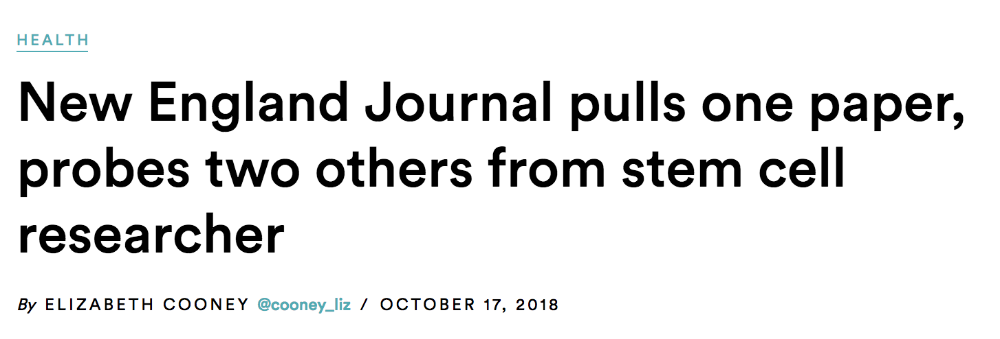 HEALTH
New England Journal pulls one paper,
probes two others from stem cell
researcher
By ELIZABETH COONEY @cooney_liz / OCTOBER 17, 2018